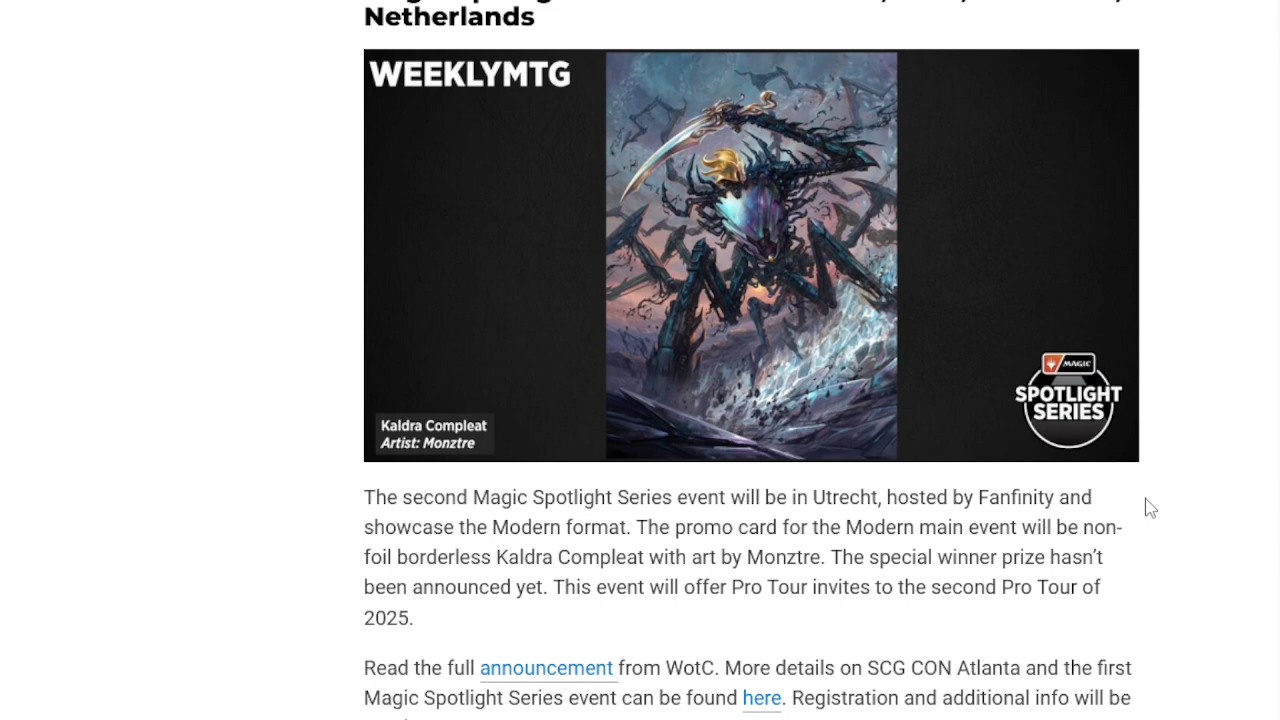 Netherlands
WEEKLYMTG
MAGIC
SPOTLIGHT
SERIES
Kaldra Compleat
Artist: Monztre
The second Magic Spotlight Series event will be in Utrecht, hosted by Fanfinity and
showcase the Modern format. The promo card for the Modern main event will be non-
foil borderless Kaldra Compleat with art by Monztre. The special winner prize hasn’t
been announced yet. This event will offer Pro Tour invites to the second Pro Tour of
2025.
Read the full announcement from WotC. More details on SCG CON Atlanta and the first
Magic Spotlight Series event can be found here. Registration and additional info will be